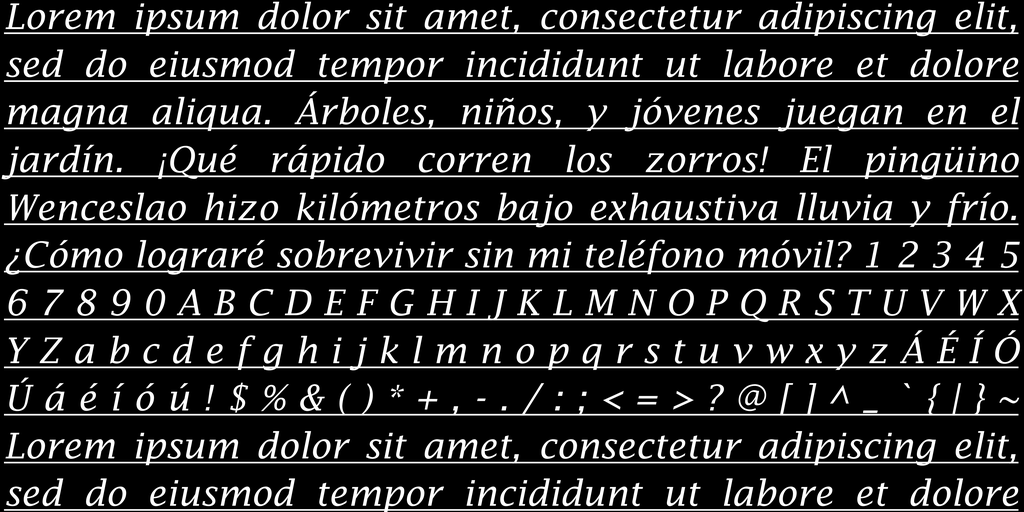 Lorem ipsum dolor sit amet, consectetur adipiscing elit,
sed do eiusmod tempor incididunt ut labore et dolore
magna aliqua. Árboles, niños, y jóvenes juegan en el
jardín. ¡Qué rápido corren los zorros! El pingüino
Wenceslao hizo kilómetros bajo exhaustiva lluvia y frío.
¿Cómo lograré sobrevivir sin mi teléfono móvil? 1 2 3 4 5
6 7 8 9 0 A B C D E F G H I J K L M N O P Q R S T U V W X
Y Z a b c d e f g h i j k l m n o p q r s t u v w x y z Á É Í Ó
Ú á é í ó ú ! $ % & ( ) * + , - . / : ; < = > ? @ [ ] ^ _ ` { | } ~
Lorem ipsum dolor sit amet, consectetur adipiscing elit,
sed do eiusmod tempor incididunt ut labore et dolore